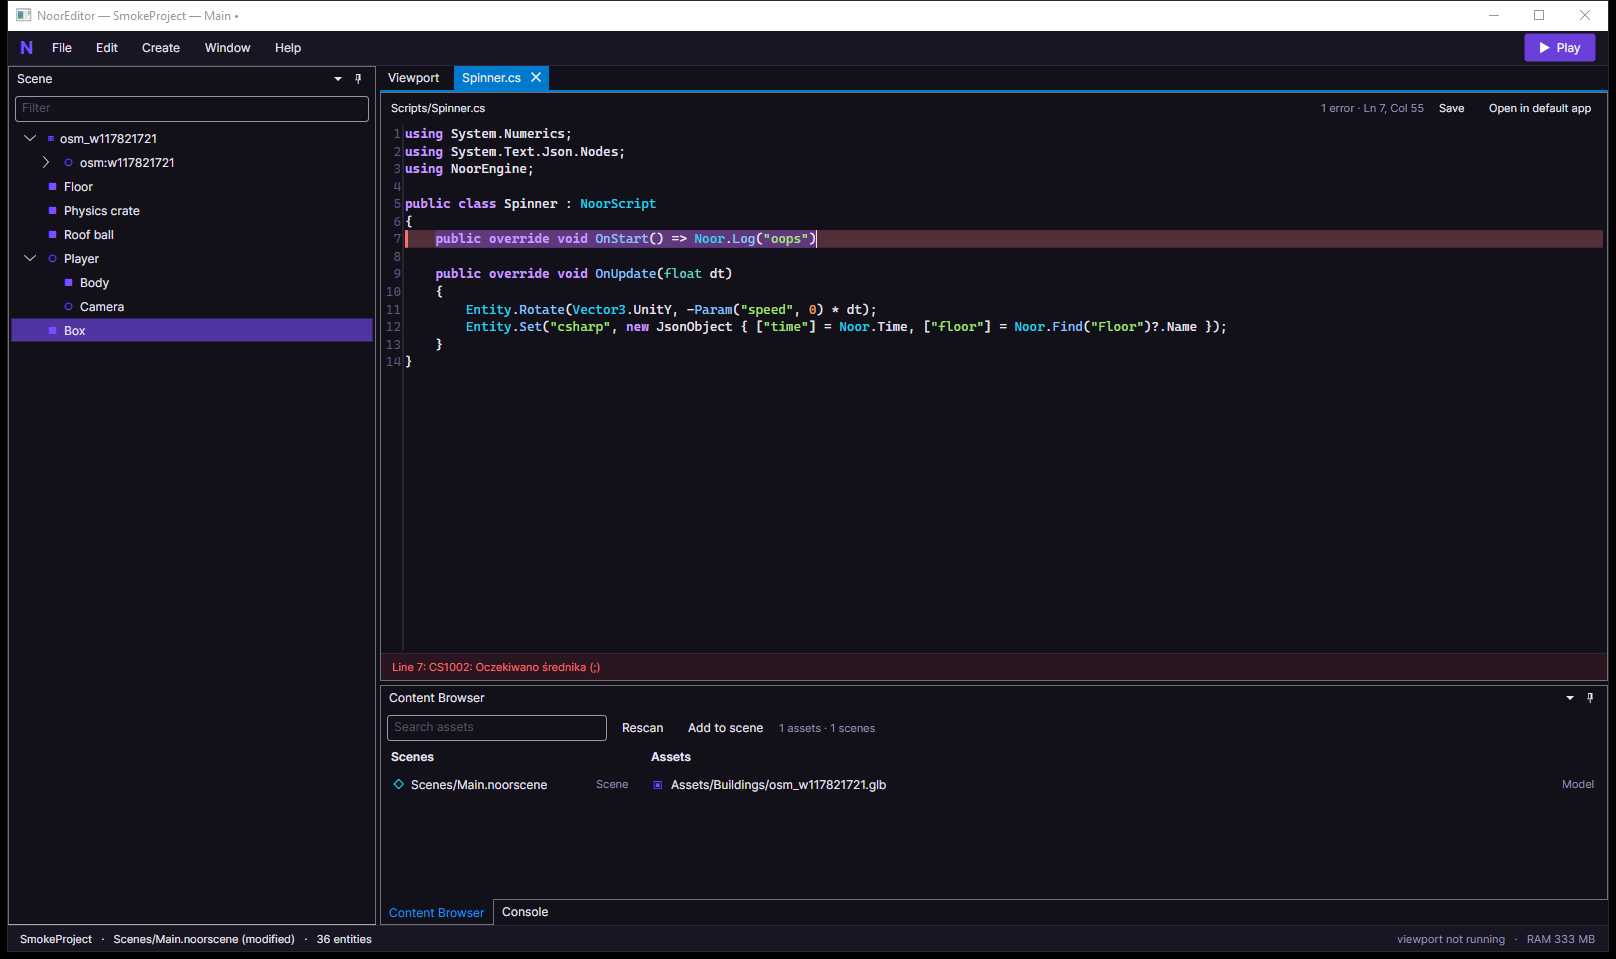 NoorEditor — SmokeProject — Main •
N File Edit Create Window Help
Play
Scene
Filter
osm_w117821721
osm:w117821721
Floor
Physics crate
Roof ball
Player
Body
Camera
Box
Viewport Spinner.cs
Scripts/Spinner.cs
1 error · Ln 7, Col 55 Save Open in default app
1 using System.Numerics;
2 using System.Text.Json.Nodes;
3 using NoorEngine;
4
5 public class Spinner : NoorScript
6 {
7 public override void OnStart() => Noor.Log("oops")
8
9 public override void OnUpdate(float dt)
10 {
11 Entity.Rotate(Vector3.UnitY, -Param("speed", 0) * dt);
12 Entity.Set("csharp", new JsonObject { ["time"] = Noor.Time, ["floor"] = Noor.Find("Floor")?.Name });
13 }
14 }
Line 7: CS1002: Oczekiwano średnika (;)
Content Browser
Search assets
Rescan Add to scene 1 assets · 1 scenes
Scenes Assets
Scenes/Main.noorscene Scene Assets/Buildings/osm_w117821721.glb Model
Content Browser Console
SmokeProject · Scenes/Main.noorscene (modified) · 36 entities
viewport not running · RAM 333 MB